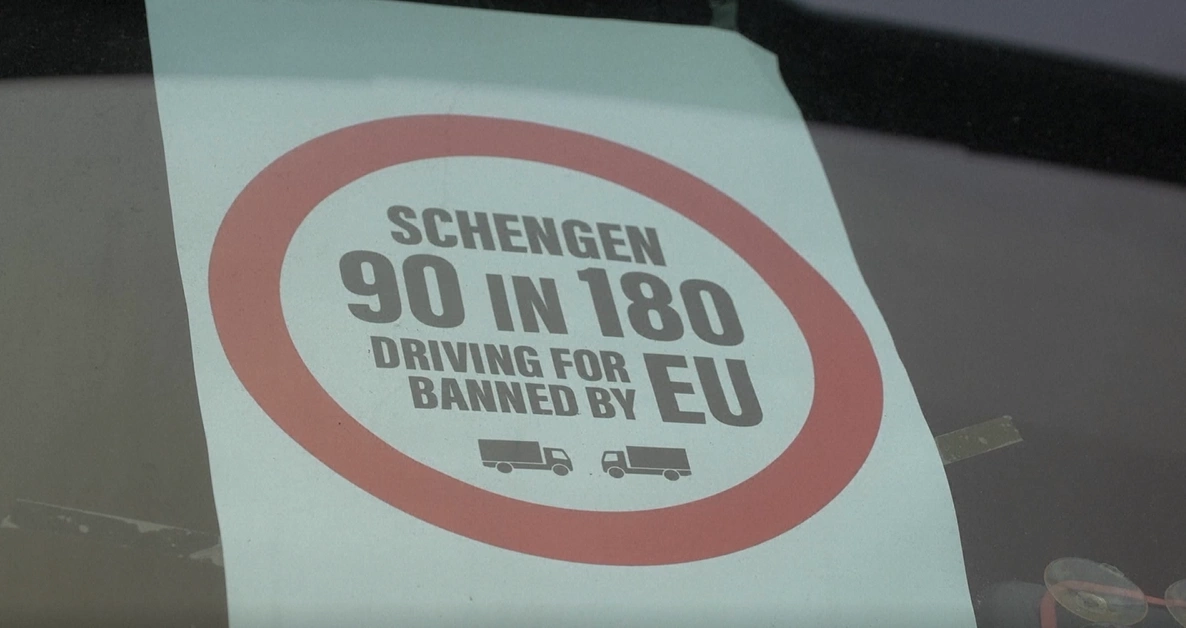 SCHENGEN
90 IN 180
DRIVING FOR EU
BANNED BY